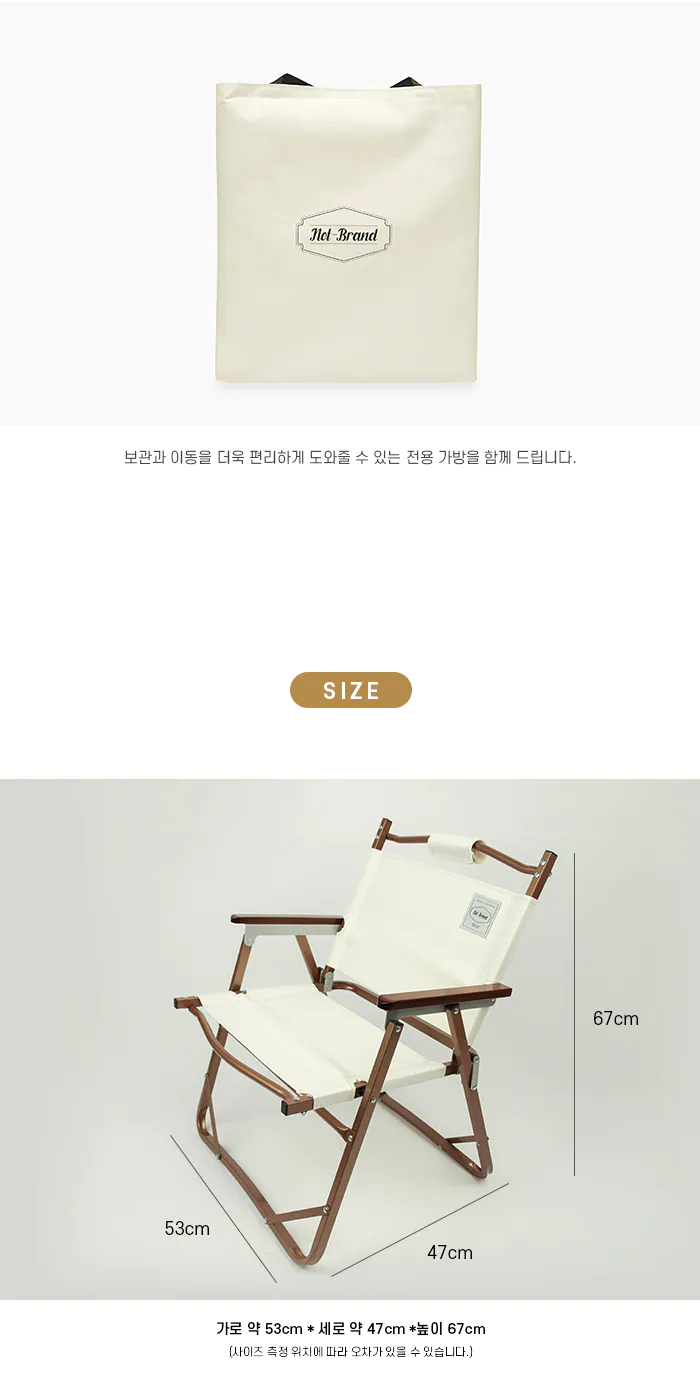 Not-Brand
보관과 이동을 더욱 편리하게 도와줄 수 있는 전용 가방을 함께 드립니다.
SIZE
Not-Brand
67cm
53cm
47cm
가로 약 53cm * 세로 약 47cm *높이 67cm
(사이즈 측정 위치에 따라 오차가 있을 수 있습니다.)